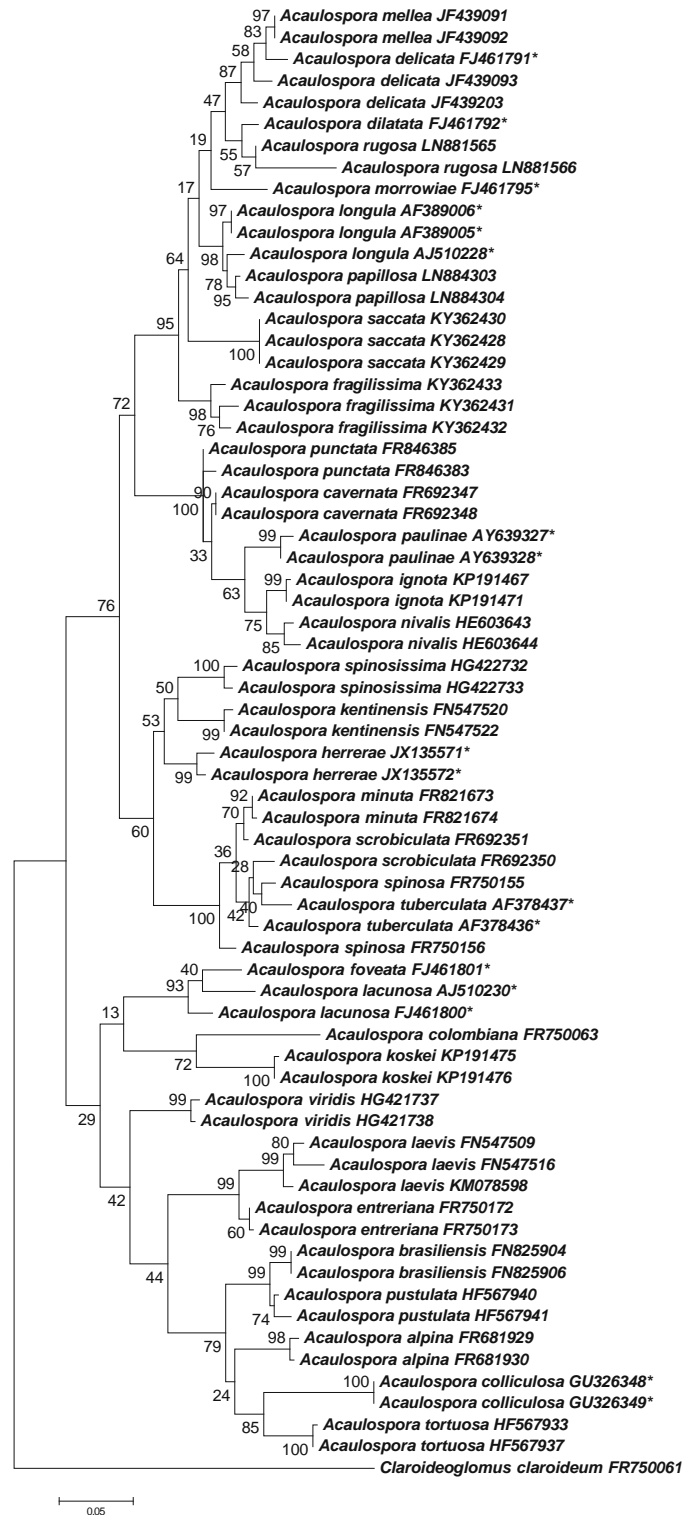 97 Acaulospora mellea JF439091
83 Acaulospora mellea JF439092
58 Acaulospora delicata FJ461791*
87 Acaulospora delicata JF439093
47 Acaulospora delicata JF439203
Acaulospora dilatata FJ461792*
19 55 Acaulospora rugosa LN881565
57 Acaulospora rugosa LN881566
17 Acaulospora morrowiae FJ461795*
97 Acaulospora longula AF389006*
Acaulospora longula AF389005*
64 98 Acaulospora longula AJ510228*
78 Acaulospora papillosa LN884303
95 Acaulospora papillosa LN884304
Acaulospora saccata KY362430
95 Acaulospora saccata KY362428
100 Acaulospora saccata KY362429
Acaulospora fragilissima KY362433
72 98 Acaulospora fragilissima KY362431
76 Acaulospora fragilissima KY362432
Acaulospora punctata FR846385
Acaulospora punctata FR846383
90 Acaulospora cavernata FR692347
100 Acaulospora cavernata FR692348
99 Acaulospora paulinae AY639327*
33 Acaulospora paulinae AY639328*
99 Acaulospora ignota KP191467
63 Acaulospora ignota KP191471
76 75 Acaulospora nivalis HE603643
85 Acaulospora nivalis HE603644
100 Acaulospora spinosissima HG422732
50 Acaulospora spinosissima HG422733
Acaulospora kentinensis FN547520
53 99 Acaulospora kentinensis FN547522
Acaulospora herrerae JX135571*
99 Acaulospora herrerae JX135572*
92 Acaulospora minuta FR821673
60 70 Acaulospora minuta FR821674
Acaulospora scrobiculata FR692351
36 28 Acaulospora scrobiculata FR692350
Acaulospora spinosa FR750155
100 42 40 Acaulospora tuberculata AF378437*
Acaulospora tuberculata AF378436*
Acaulospora spinosa FR750156
40 Acaulospora foveata FJ461801*
93 Acaulospora lacunosa AJ510230*
13 Acaulospora lacunosa FJ461800*
Acaulospora colombiana FR750063
72 Acaulospora koskei KP191475
100 Acaulospora koskei KP191476
99 Acaulospora viridis HG421737
29 Acaulospora viridis HG421738
80 Acaulospora laevis FN547509
99 Acaulospora laevis FN547516
42 99 Acaulospora laevis KM078598
Acaulospora entreriana FR750172
60 Acaulospora entreriana FR750173
99 Acaulospora brasiliensis FN825904
44 99 Acaulospora brasiliensis FN825906
Acaulospora pustulata HF567940
74 Acaulospora pustulata HF567941
79 98 Acaulospora alpina FR681929
Acaulospora alpina FR681930
24 100 Acaulospora colliculosa GU326348*
Acaulospora colliculosa GU326349*
85 Acaulospora tortuosa HF567933
100 Acaulospora tortuosa HF567937
Claroideoglomus claroideum FR750061
0.05